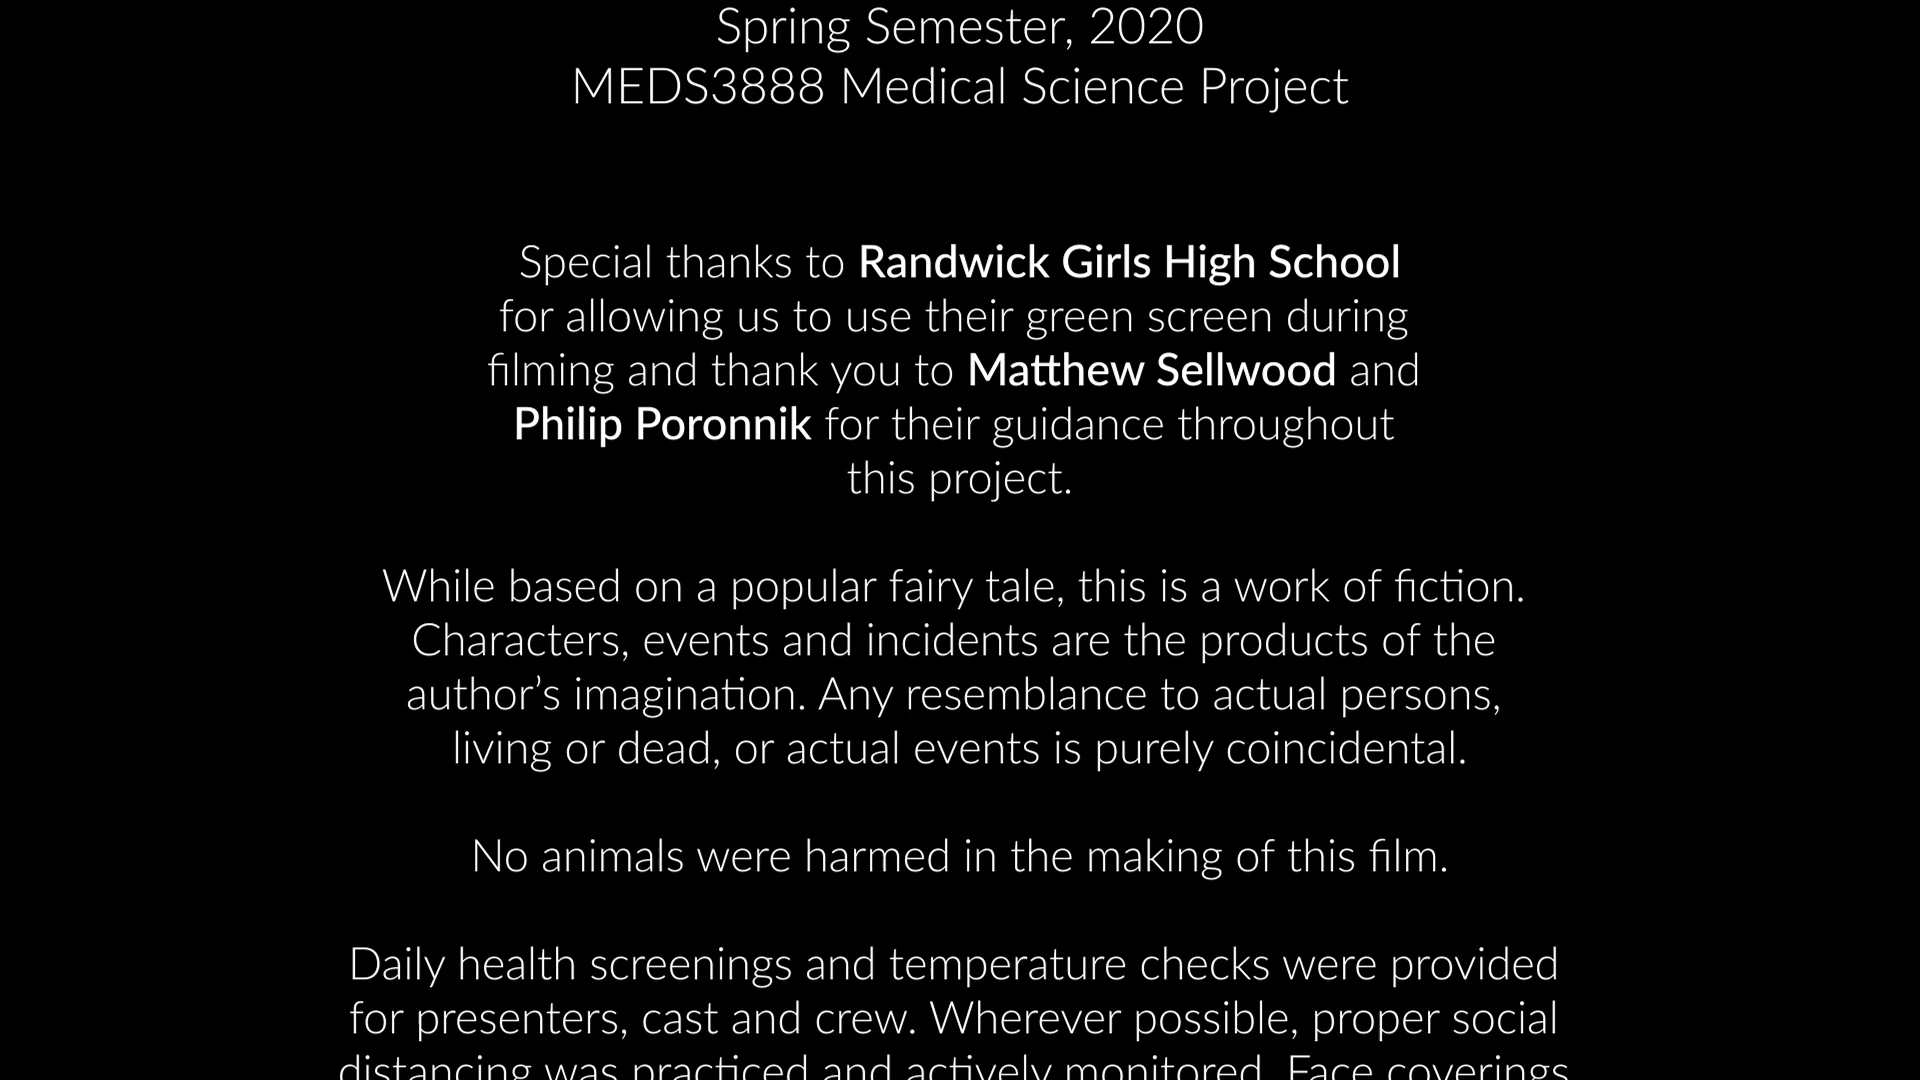 Spring Semester, 2020
MEDS3888 Medical Science Project
Special thanks to Randwick Girls High School
for allowing us to use their green screen during
filming and thank you to Matthew Sellwood and
Philip Poronnik for their guidance throughout
this project.
While based on a popular fairy tale, this is a work of fiction.
Characters, events and incidents are the products of the
author’s imagination. Any resemblance to actual persons,
living or dead, or actual events is purely coincidental.
No animals were harmed in the making of this film.
Daily health screenings and temperature checks were provided
for presenters, cast and crew. Wherever possible, proper social
distancing was practiced and actively monitored. Face coverings